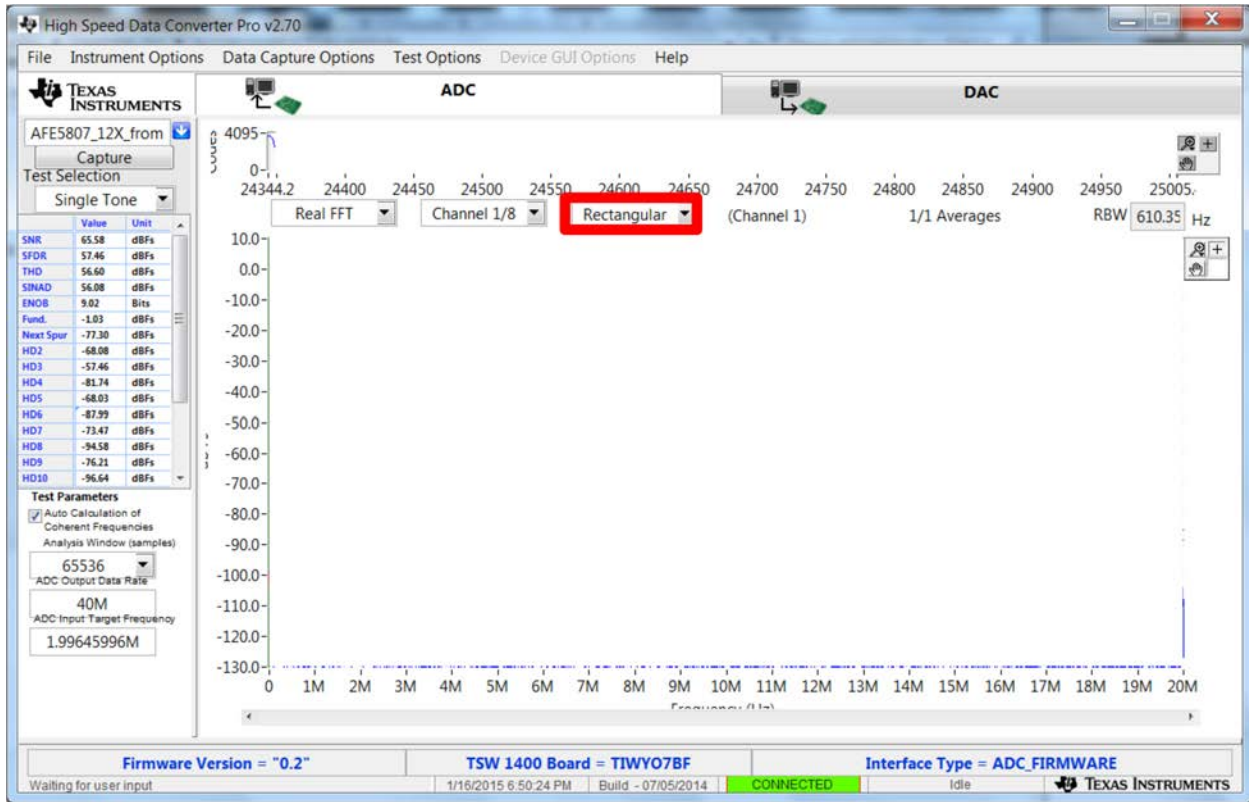 High Speed Data Converter Pro v2.70
File Instrument Options Data Capture Options Test Options Device GUI Options Help
TEXAS INSTRUMENTS
ADC
DAC
AFE5807_12X_from
Capture
Test Selection
Single Tone
Value Unit
SNR 65.58 dBFs
SFDR 57.46 dBFs
THD 56.60 dBFs
SINAD 56.08 dBFs
ENOB 9.02 Bits
Fund. -1.03 dBFs
Next Spur -77.30 dBFs
HD2 -68.08 dBFs
HD3 -57.46 dBFs
HD4 -81.74 dBFs
HD5 -68.03 dBFs
HD6 -87.99 dBFs
HD7 -73.47 dBFs
HD8 -94.58 dBFs
HD9 -76.21 dBFs
HD10 -96.64 dBFs
Test Parameters
Auto Calculation of
Coherent Frequencies
Analysis Window (samples)
65536
ADC Output Data Rate
40M
ADC Input Target Frequency
1.99645996M
4095
0
24344.2 24400 24450 24500 24550 24600 24650 24700 24750 24800 24850 24900 24950 25005.
Real FFT Channel 1/8 Rectangular (Channel 1) 1/1 Averages RBW 610.35 Hz
10.0
0.0
-10.0
-20.0
-30.0
-40.0
-50.0
-60.0
-70.0
-80.0
-90.0
-100.0
-110.0
-120.0
-130.0
0 1M 2M 3M 4M 5M 6M 7M 8M 9M 10M 11M 12M 13M 14M 15M 16M 17M 18M 19M 20M
Frequency (Hz)
Firmware Version = "0.2" TSW 1400 Board = TIWYO7BF Interface Type = ADC_FIRMWARE
Waiting for user input 1/16/2015 6:50:24 PM Build - 07/05/2014 CONNECTED Idle TEXAS INSTRUMENTS